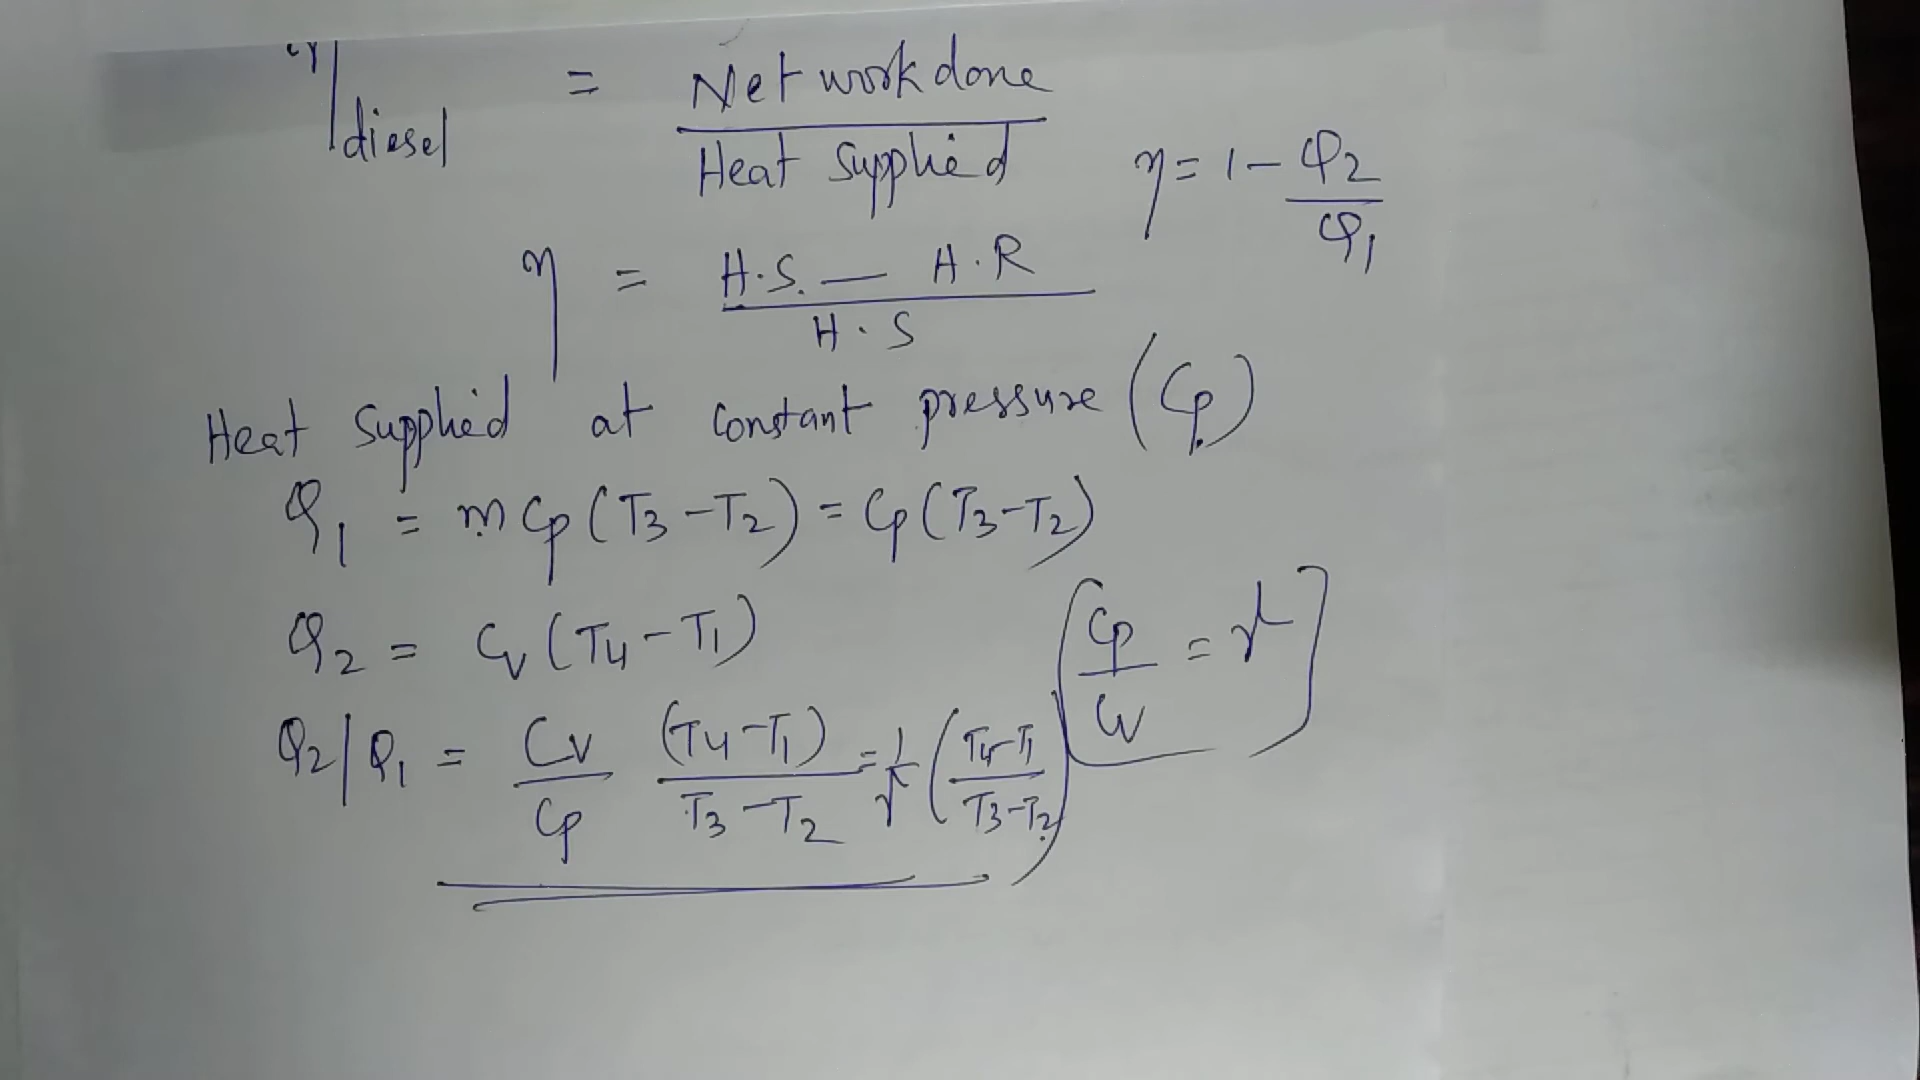 η diesel = Net work done / Heat Supplied
η = 1 - Q2 / Q1
η = H.S. — H.R / H.S
Heat Supplied at Constant pressure (Cp)
Q1 = m Cp (T3 - T2) = Cp (T3 - T2)
Q2 = Cv (T4 - T1)
[Cp / Cv = γ]
Q2 / Q1 = Cv / Cp (T4 - T1) / T3 - T2 = 1/γ (T4 - T1 / T3 - T2)